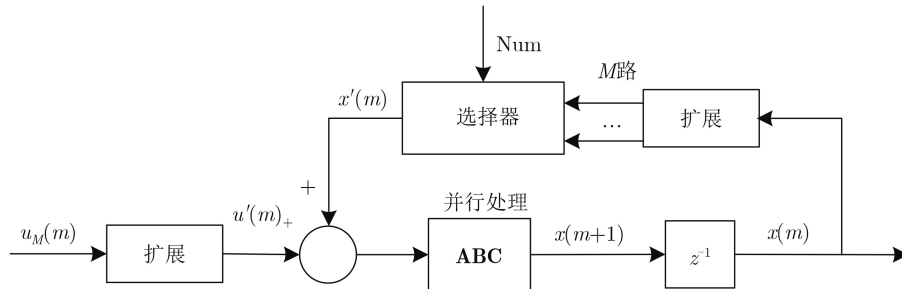 Num
M路
x′(m)
选择器
...
扩展
+
并行处理
u_M(m)
u′(m)+
x(m+1)
x(m)
扩展
ABC
z⁻¹